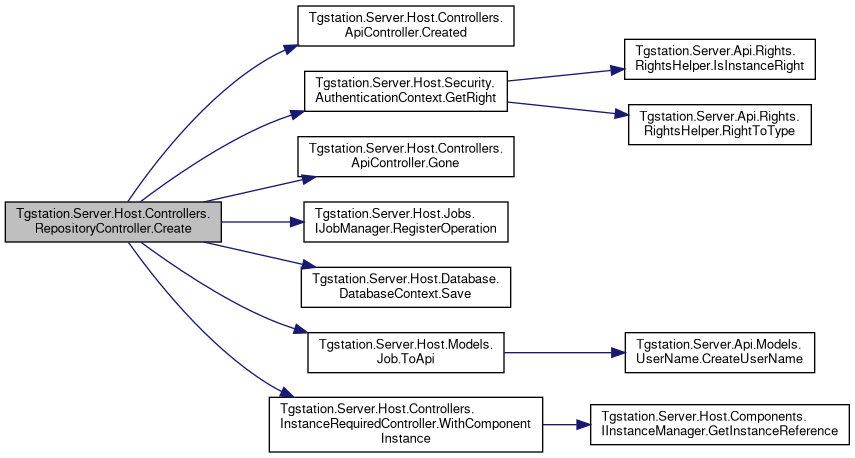 Tgstation.Server.Host.Controllers.
RepositoryController.Create
Tgstation.Server.Host.Controllers.
ApiController.Created
Tgstation.Server.Host.Security.
AuthenticationContext.GetRight
Tgstation.Server.Api.Rights.
RightsHelper.IsInstanceRight
Tgstation.Server.Api.Rights.
RightsHelper.RightToType
Tgstation.Server.Host.Controllers.
ApiController.Gone
Tgstation.Server.Host.Jobs.
IJobManager.RegisterOperation
Tgstation.Server.Host.Database.
DatabaseContext.Save
Tgstation.Server.Host.Models.
Job.ToApi
Tgstation.Server.Api.Models.
UserName.CreateUserName
Tgstation.Server.Host.Controllers.
InstanceRequiredController.WithComponent
Instance
Tgstation.Server.Host.Components.
IInstanceManager.GetInstanceReference